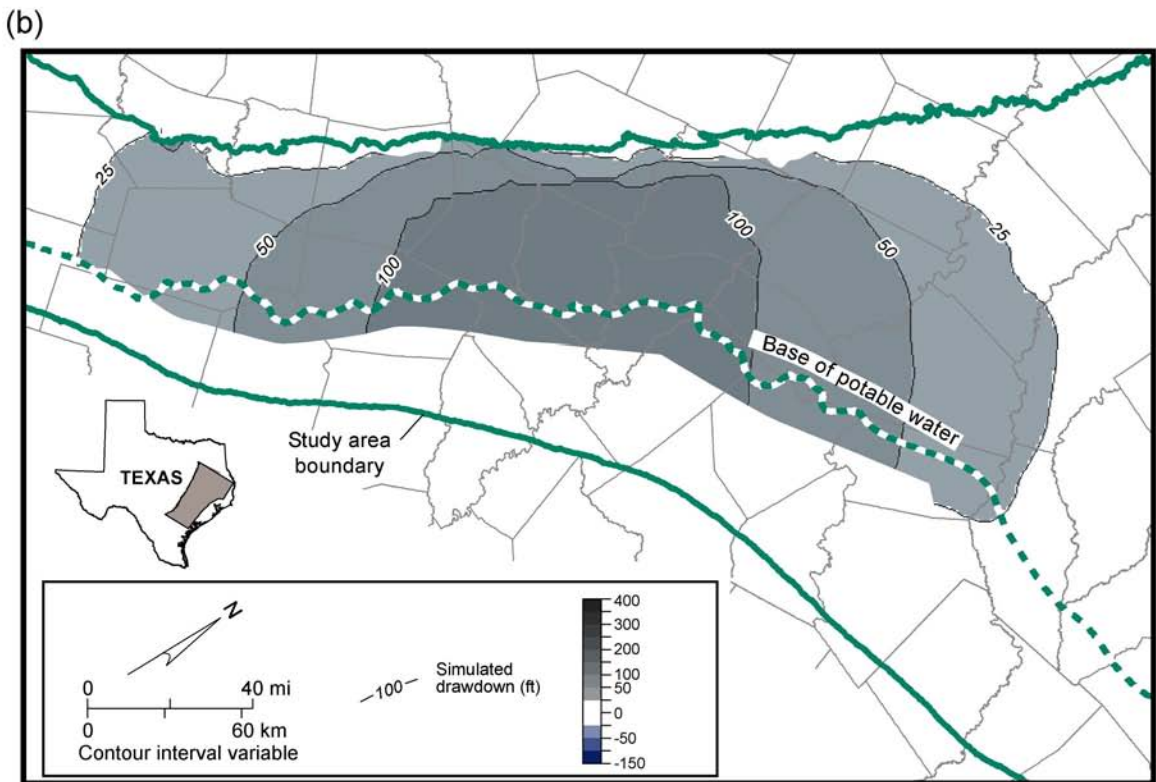 (b)
25
50
100
100
50
25
Base of potable water
Study area
boundary
TEXAS
N
0 40 mi
0 60 km
Contour interval variable
100
Simulated
drawdown (ft)
400
300
200
100
50
0
-50
-150